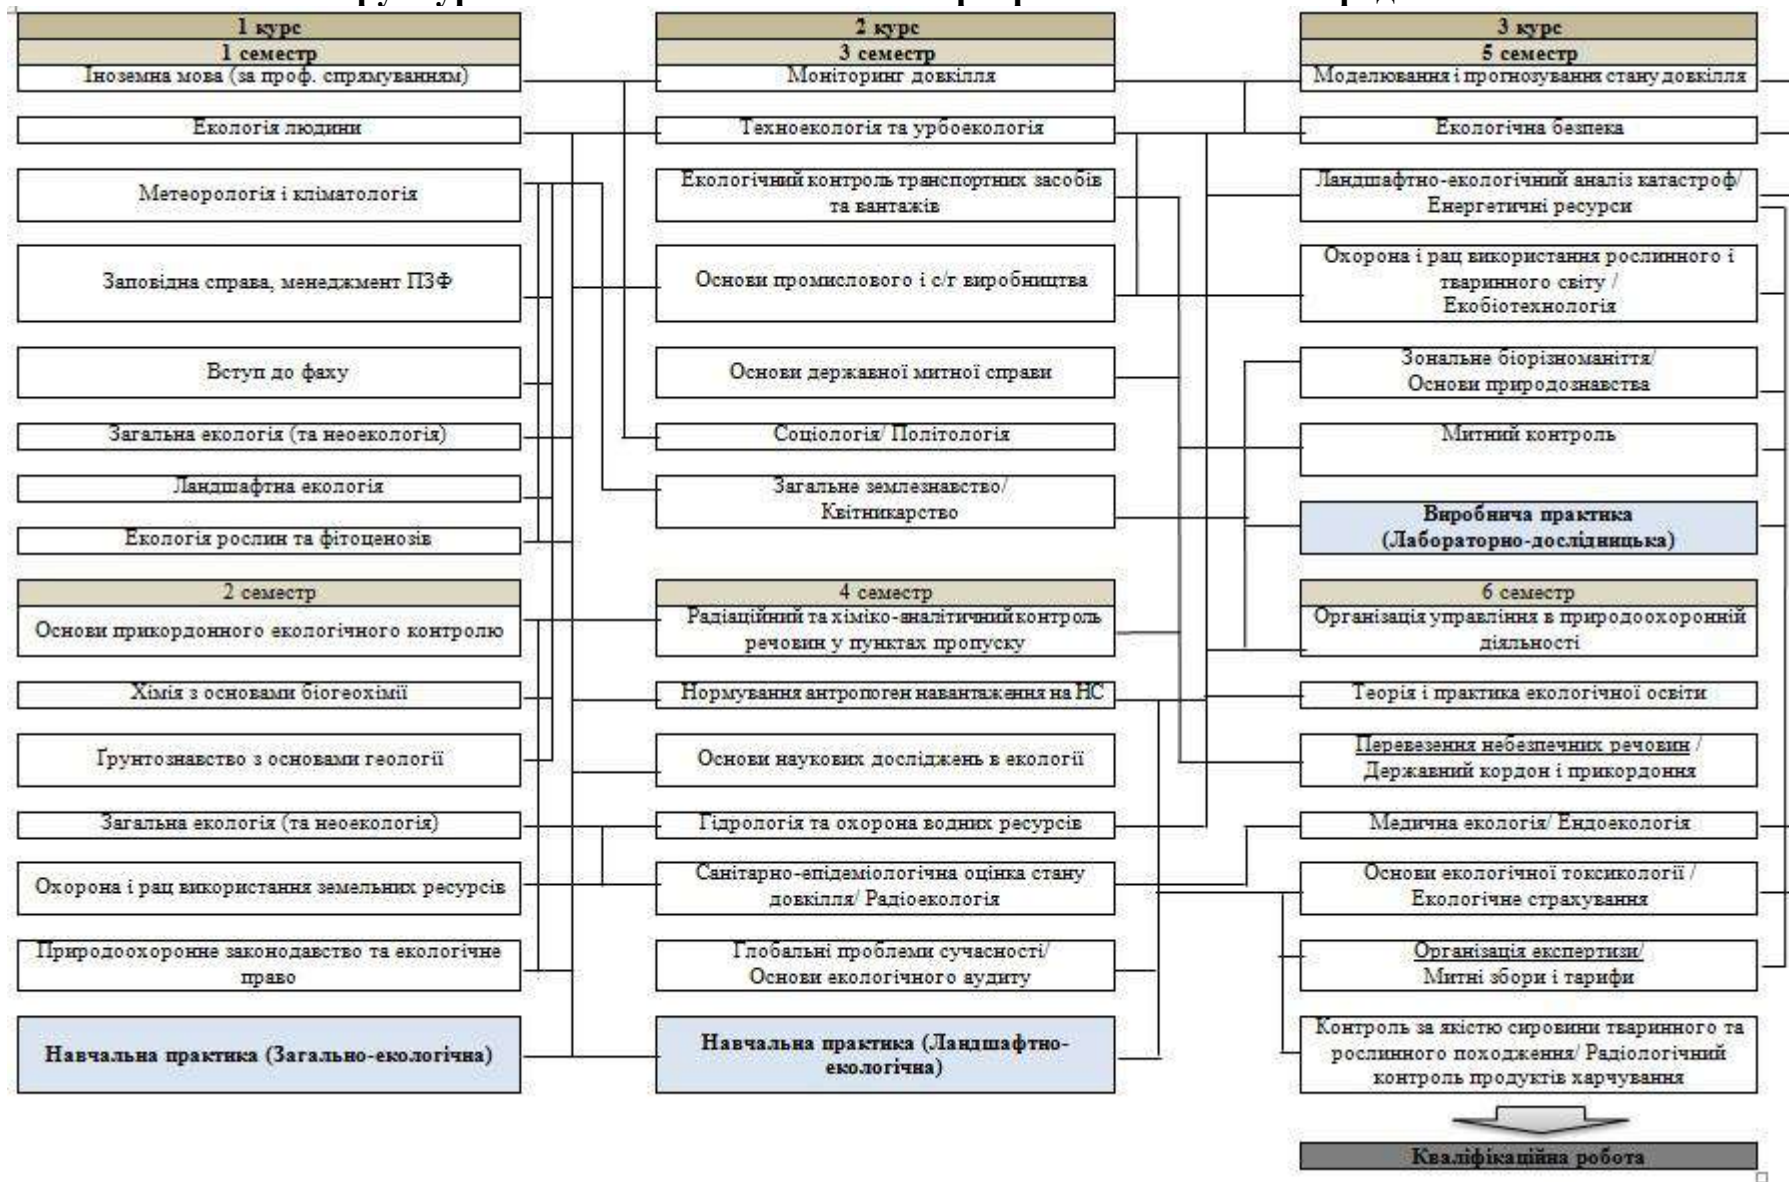 1 курс
1 семестр
Іноземна мова (за проф. спрямуванням)
Екологія людини
Метеорологія і кліматологія
Заповідна справа, менеджмент ПЗФ
Вступ до фаху
Загальна екологія (та неоекологія)
Ландшафтна екологія
Екологія рослин та фітоценозів
2 семестр
Основи прикордонного екологічного контролю
Хімія з основами біогеохімії
Ґрунтознавство з основами геології
Загальна екологія (та неоекологія)
Охорона і рац використання земельних ресурсів
Природоохоронне законодавство та екологічне
право
Навчальна практика (Загально-екологічна)
2 курс
3 семестр
Моніторинг довкілля
Техноекологія та урбоекологія
Екологічний контроль транспортних засобів
та вантажів
Основи промислового і с/г виробництва
Основи державної митної справи
Соціологія/ Політологія
Загальне землезнавство/
Квітникарство
4 семестр
Радіаційний та хіміко-аналітичний контроль
речовин у пунктах пропуску
Нормування антропоген навантаження на НС
Основи наукових досліджень в екології
Гідрологія та охорона водних ресурсів
Санітарно-епідеміологічна оцінка стану
довкілля/ Радіоекологія
Глобальні проблеми сучасності/
Основи екологічного аудиту
Навчальна практика (Ландшафтно-
екологічна)
3 курс
5 семестр
Моделювання і прогнозування стану довкілля
Екологічна безпека
Ландшафтно-екологічний аналіз катастроф/
Енергетичні ресурси
Охорона і рац використання рослинного і
тваринного світу /
Екобіотехнологія
Зональне біорізноманіття/
Основи природознавства
Митний контроль
Виробнича практика
(Лабораторно-дослідницька)
6 семестр
Організація управління в природоохоронній
діяльності
Теорія і практика екологічної освіти
Перевезення небезпечних речовин /
Державний кордон і прикордоння
Медична екологія/ Ендоекологія
Основи екологічної токсикології /
Екологічне страхування
Організація експертизи/
Митні збори і тарифи
Контроль за якістю сировини тваринного та
рослинного походження/ Радіологічний
контроль продуктів харчування
Кваліфікаційна робота